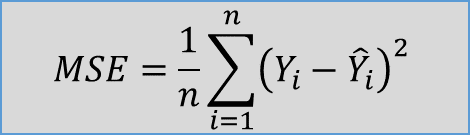 MSE = \frac{1}{n} \sum_{i=1}^{n} (Y_i - \hat{Y}_i)^2